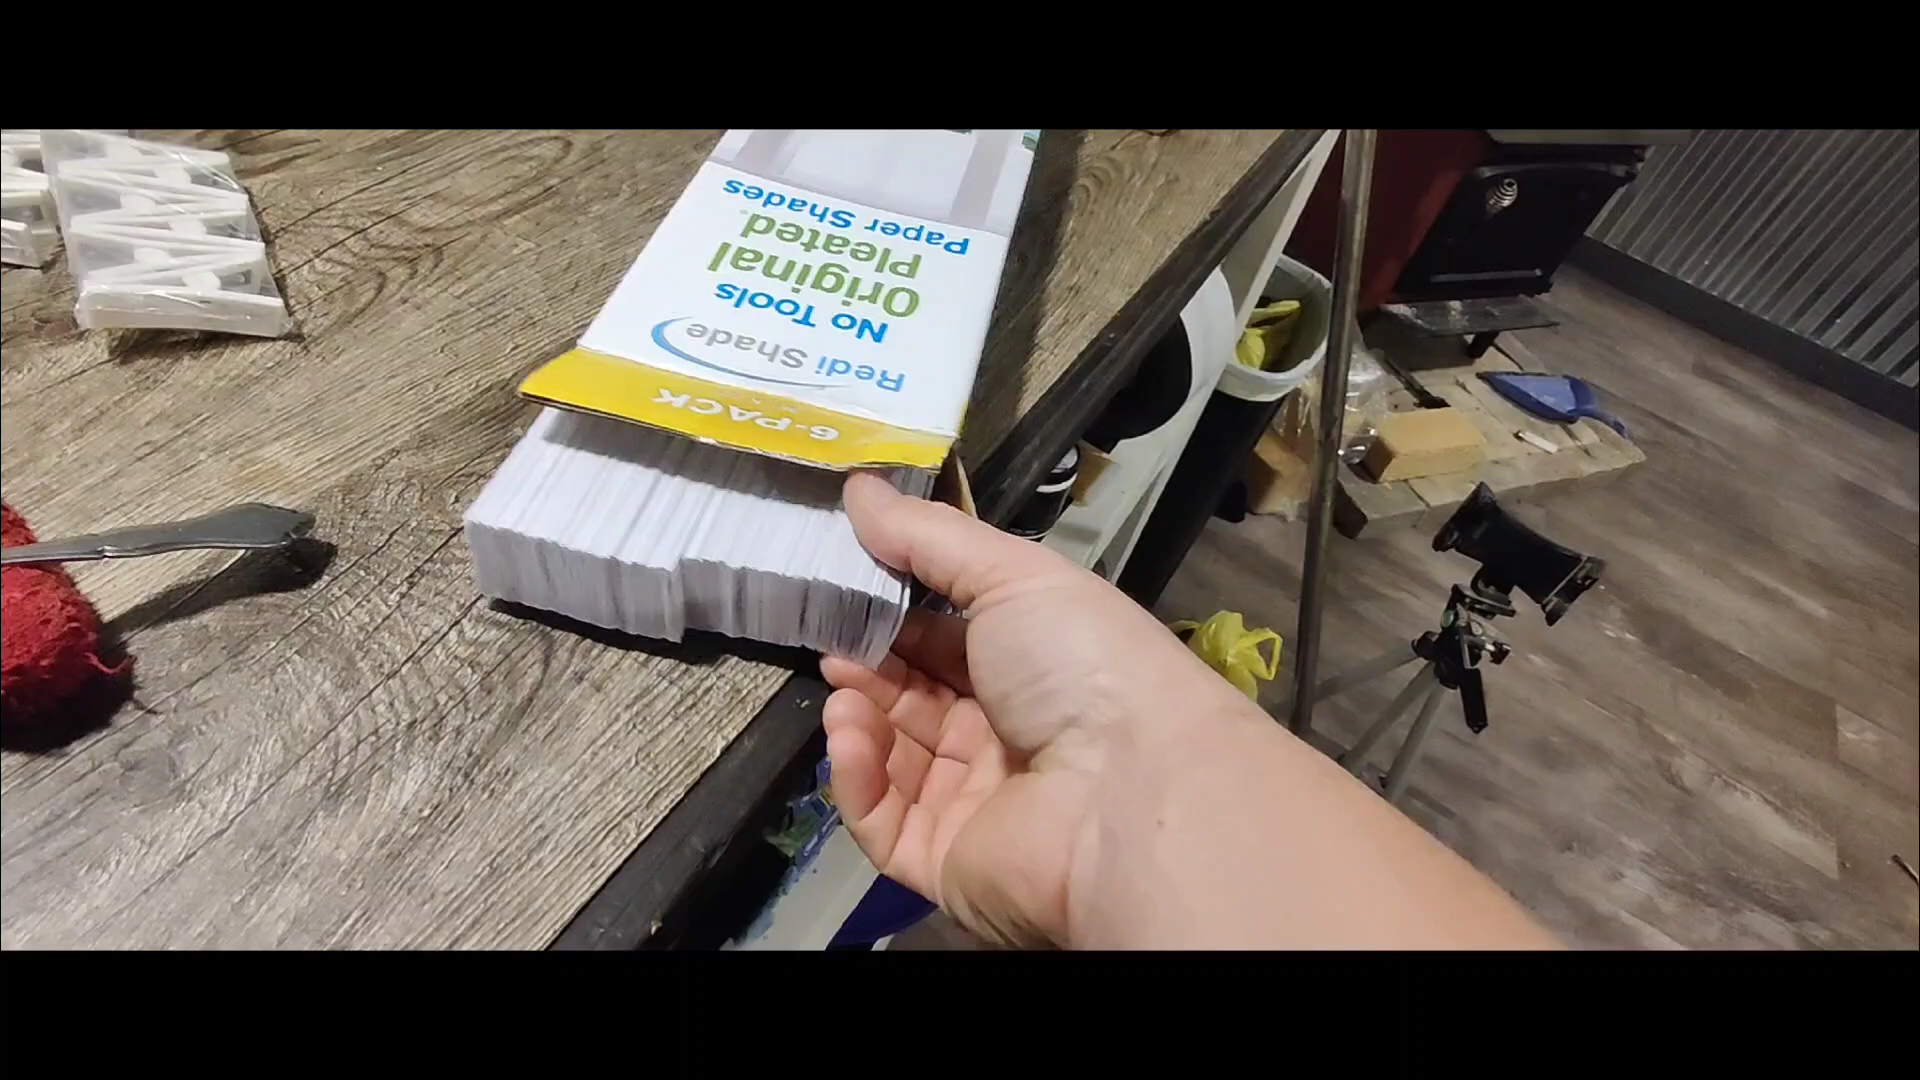 6-PACK
Redi Shade
No Tools
Original
Pleated®
Paper Shades